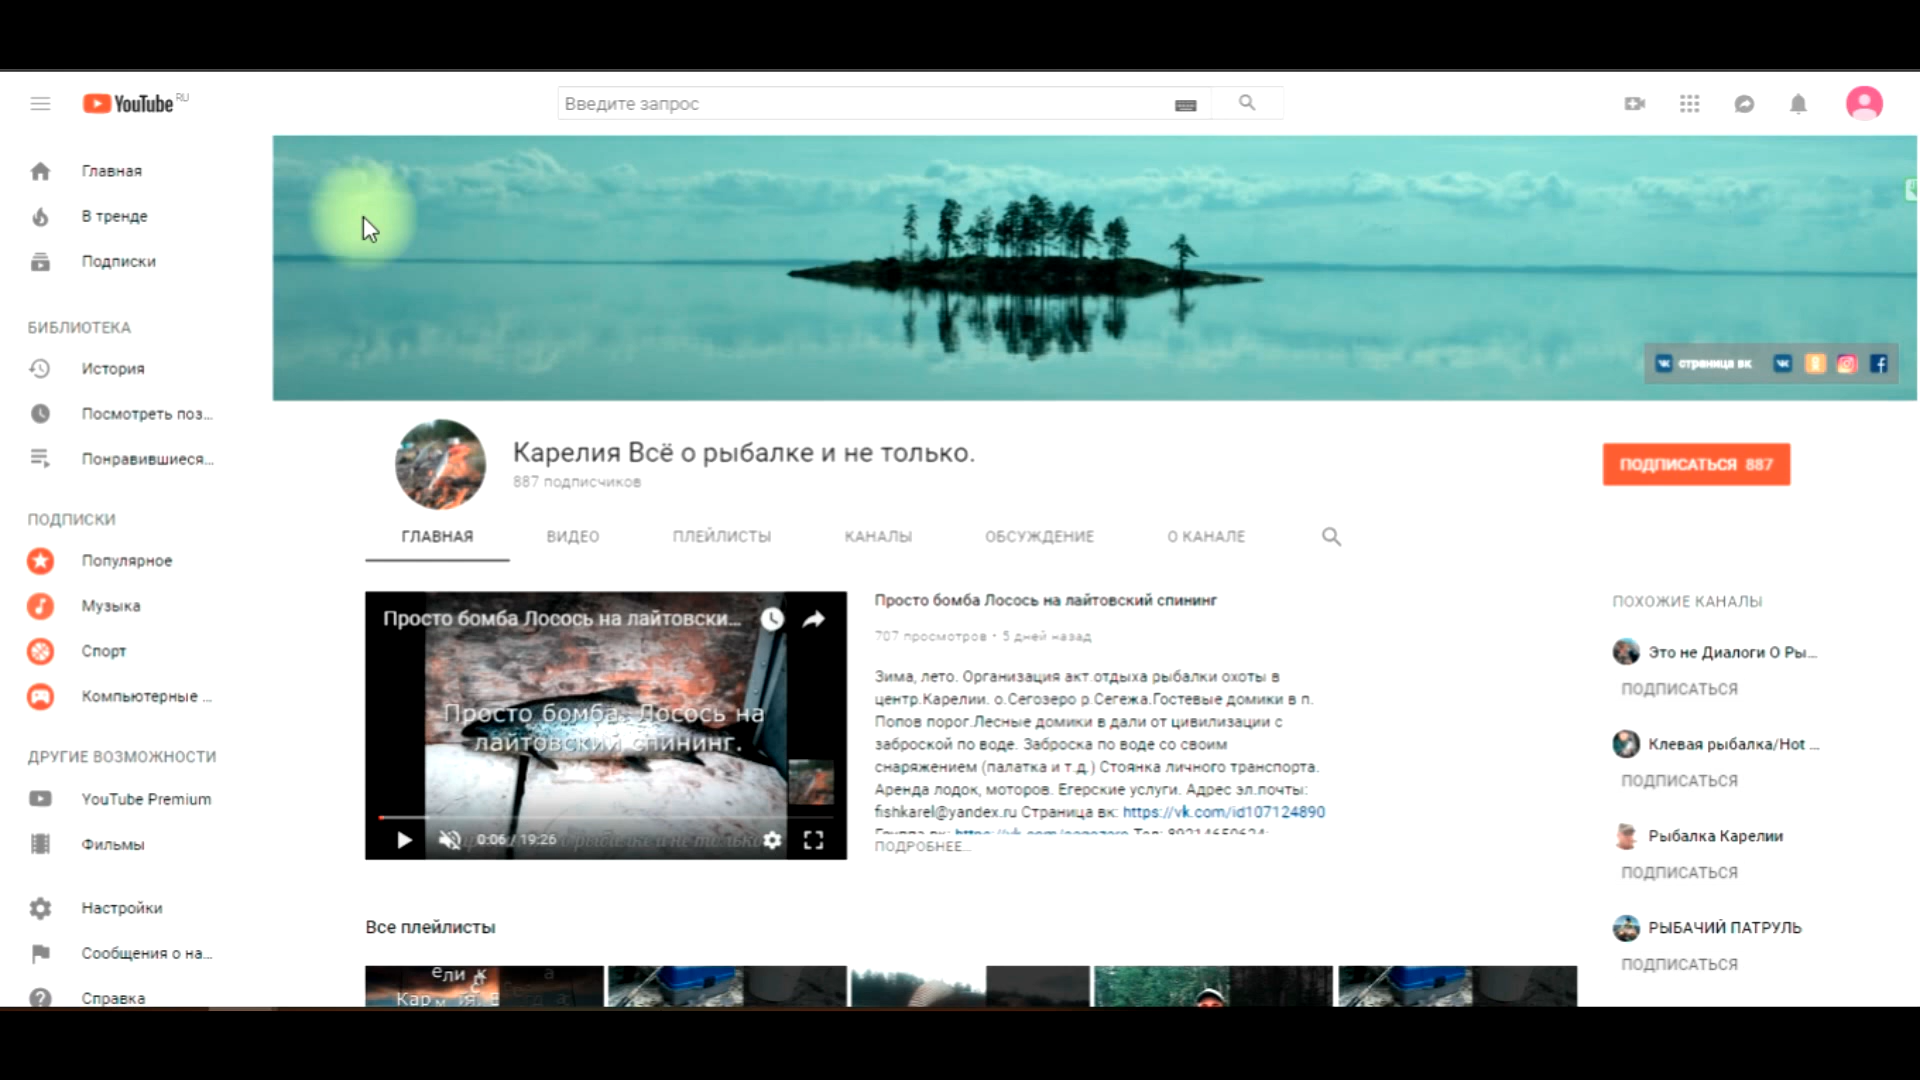 YouTube RU
Введите запрос
Главная
В тренде
Подписки
БИБЛИОТЕКА
История
Посмотреть поз...
Понравившиеся...
ПОДПИСКИ
Популярное
Музыка
Спорт
Компьютерные ...
ДРУГИЕ ВОЗМОЖНОСТИ
YouTube Premium
Фильмы
Настройки
Сообщения о на...
Справка
страница вк
Карелия Всё о рыбалке и не только.
887 подписчиков
ПОДПИСАТЬСЯ 887
ГЛАВНАЯ ВИДЕО ПЛЕЙЛИСТЫ КАНАЛЫ ОБСУЖДЕНИЕ О КАНАЛЕ
Просто бомба Лосось на лайтовски...
Просто бомба. Лосось на
лайтовский спининг.
0:06 / 19:26
Просто бомба Лосось на лайтовский спининг
707 просмотров • 5 дней назад
Зима, лето. Организация акт.отдыха рыбалки охоты в
центр.Карелии. о.Сегозеро р.Сегежа.Гостевые домики в п.
Попов порог.Лесные домики в дали от цивилизации с
заброской по воде. Заброска по воде со своим
снаряжением (палатка и т.д.) Стоянка личного транспорта.
Аренда лодок, моторов. Егерские услуги. Адрес эл.почты:
fishkarel@yandex.ru Страница вк: https://vk.com/id107124890
ПОДРОБНЕЕ...
Все плейлисты
ПОХОЖИЕ КАНАЛЫ
Это не Диалоги О Ры...
ПОДПИСАТЬСЯ
Клевая рыбалка/Hot ...
ПОДПИСАТЬСЯ
Рыбалка Карелии
ПОДПИСАТЬСЯ
РЫБАЧИЙ ПАТРУЛЬ
ПОДПИСАТЬСЯ